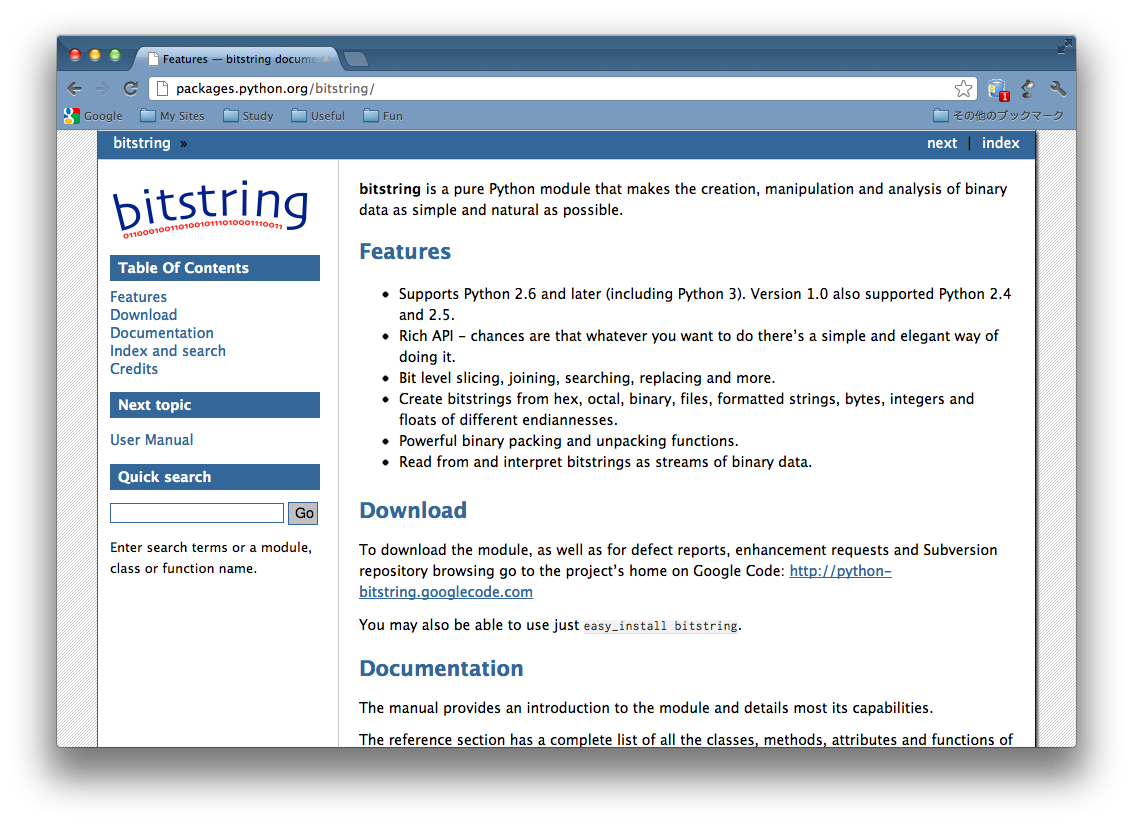 Features — bitstring docume
packages.python.org/bitstring/
1
Google My Sites Study Useful Fun その他のブックマーク
bitstring » next | index
bitstring
Table Of Contents
Features
Download
Documentation
Index and search
Credits
Next topic
User Manual
Quick search
Go
Enter search terms or a module,
class or function name.
bitstring is a pure Python module that makes the creation, manipulation and analysis of binary
data as simple and natural as possible.
Features
• Supports Python 2.6 and later (including Python 3). Version 1.0 also supported Python 2.4
and 2.5.
• Rich API – chances are that whatever you want to do there’s a simple and elegant way of
doing it.
• Bit level slicing, joining, searching, replacing and more.
• Create bitstrings from hex, octal, binary, files, formatted strings, bytes, integers and
floats of different endiannesses.
• Powerful binary packing and unpacking functions.
• Read from and interpret bitstrings as streams of binary data.
Download
To download the module, as well as for defect reports, enhancement requests and Subversion
repository browsing go to the project’s home on Google Code: http://python-
bitstring.googlecode.com
You may also be able to use just easy_install bitstring.
Documentation
The manual provides an introduction to the module and details most its capabilities.
The reference section has a complete list of all the classes, methods, attributes and functions of